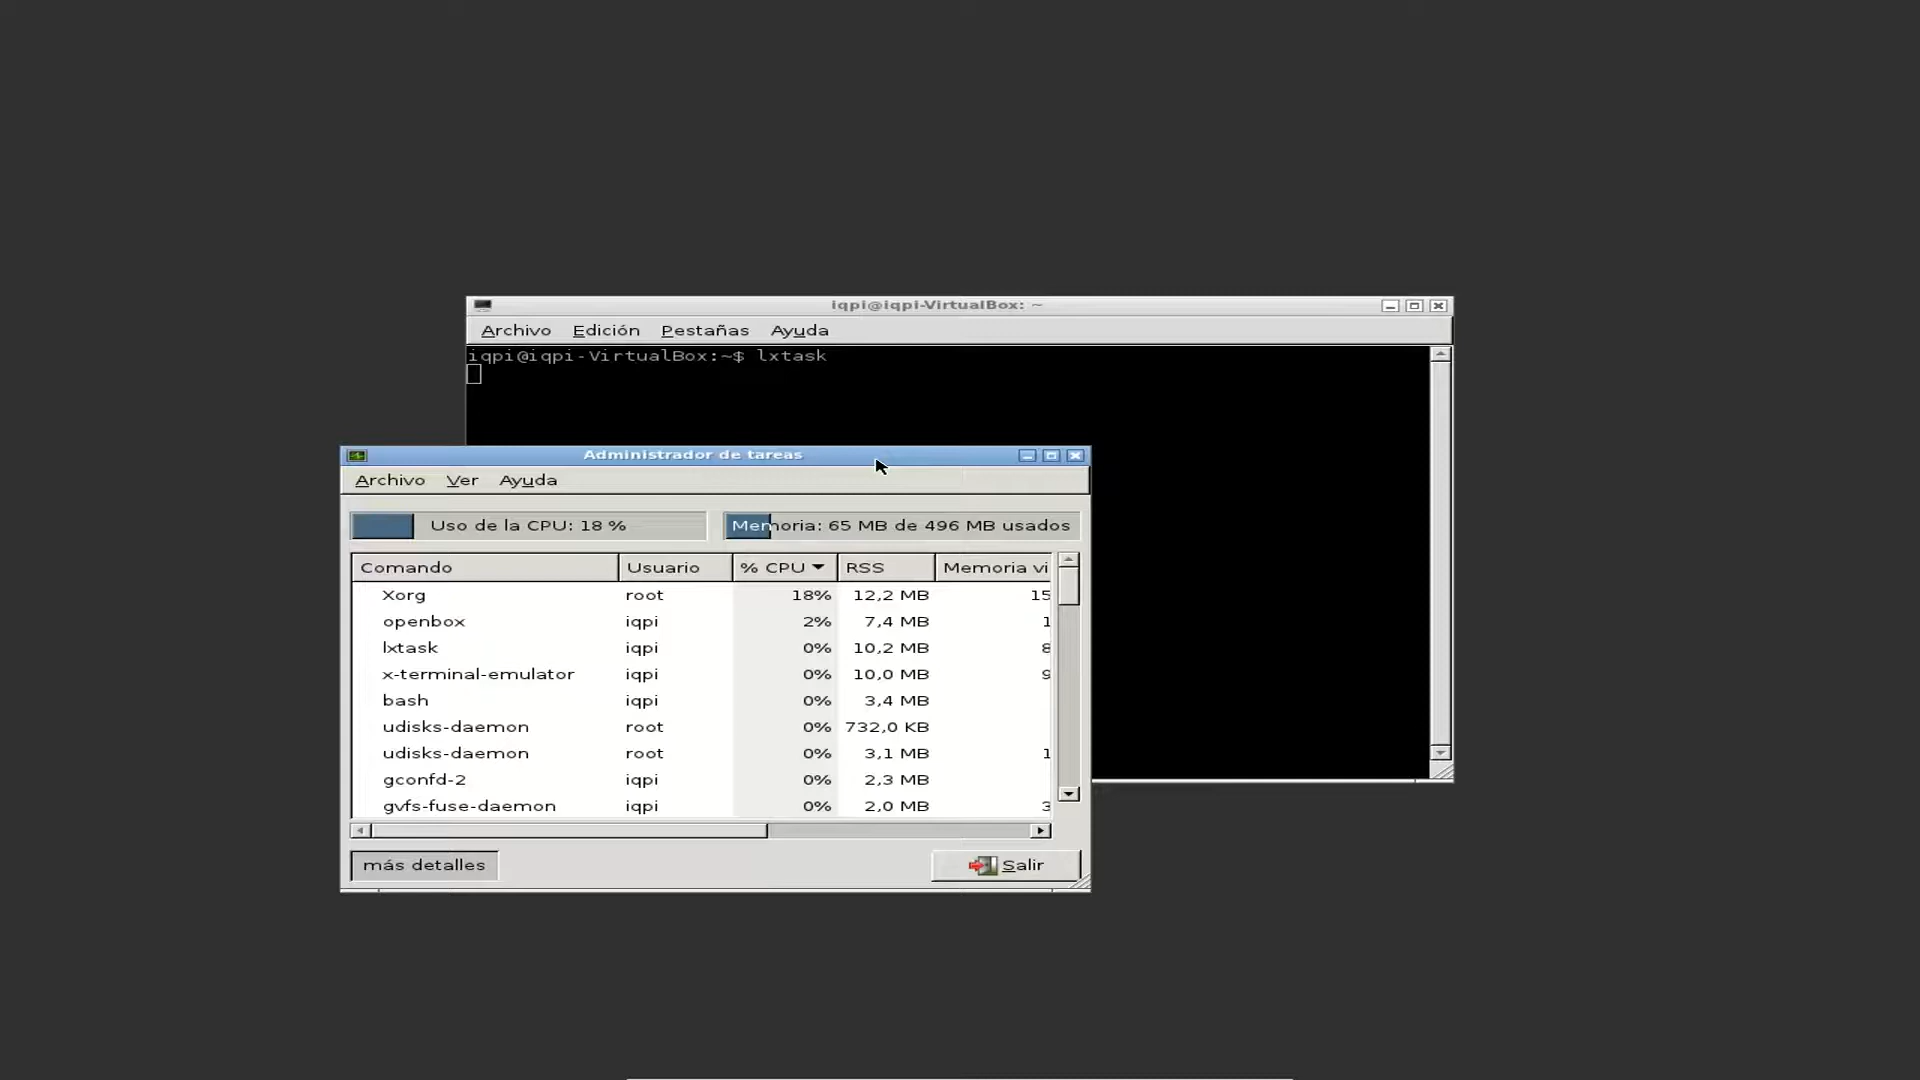 iqpi@iqpi-VirtualBox: ~
Archivo Edición Pestañas Ayuda
iqpi@iqpi-VirtualBox:~$ lxtask
Administrador de tareas
Archivo Ver Ayuda
Uso de la CPU: 18 % Memoria: 65 MB de 496 MB usados
Comando Usuario % CPU RSS Memoria vi
Xorg root 18% 12,2 MB 15
openbox iqpi 2% 7,4 MB 1
lxtask iqpi 0% 10,2 MB 8
x-terminal-emulator iqpi 0% 10,0 MB 9
bash iqpi 0% 3,4 MB
udisks-daemon root 0% 732,0 KB
udisks-daemon root 0% 3,1 MB 1
gconfd-2 iqpi 0% 2,3 MB
gvfs-fuse-daemon iqpi 0% 2,0 MB 3
más detalles Salir